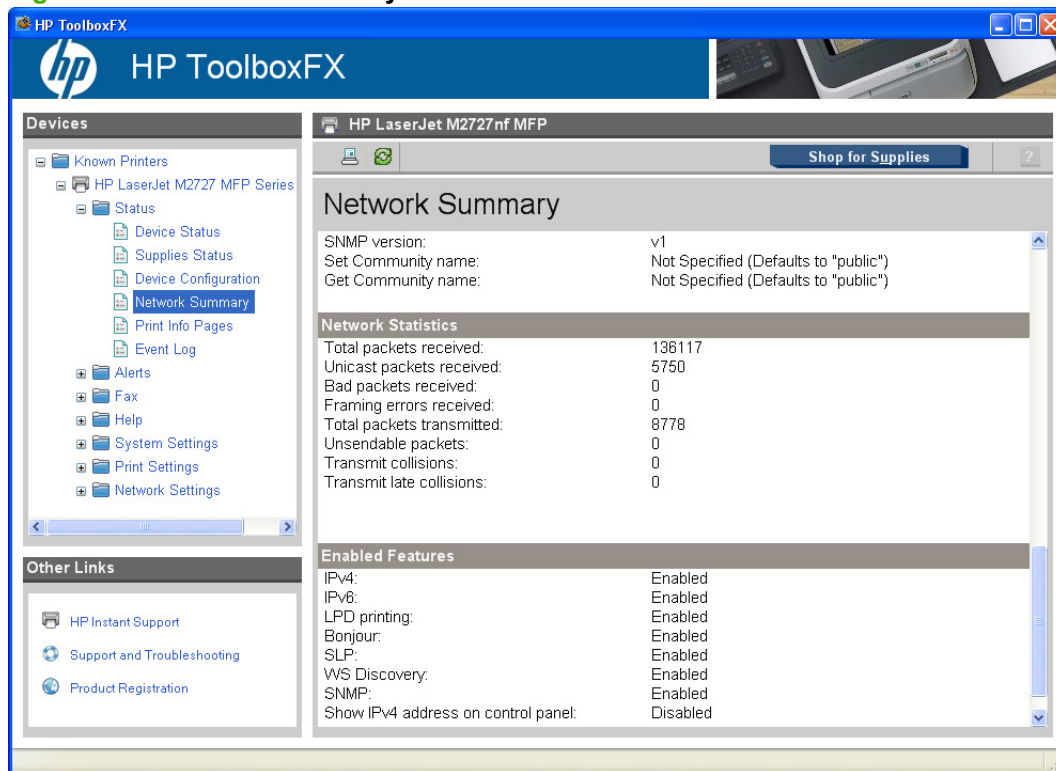 HP ToolboxFX
hp HP ToolboxFX
Devices
Known Printers
HP LaserJet M2727 MFP Series
Status
Device Status
Supplies Status
Device Configuration
Network Summary
Print Info Pages
Event Log
Alerts
Fax
Help
System Settings
Print Settings
Network Settings
Other Links
HP Instant Support
Support and Troubleshooting
Product Registration
HP LaserJet M2727nf MFP
Shop for Supplies
?
Network Summary
SNMP version: v1
Set Community name: Not Specified (Defaults to "public")
Get Community name: Not Specified (Defaults to "public")
Network Statistics
Total packets received: 136117
Unicast packets received: 5750
Bad packets received: 0
Framing errors received: 0
Total packets transmitted: 8778
Unsendable packets: 0
Transmit collisions: 0
Transmit late collisions: 0
Enabled Features
IPv4: Enabled
IPv6: Enabled
LPD printing: Enabled
Bonjour: Enabled
SLP: Enabled
WS Discovery: Enabled
SNMP: Enabled
Show IPv4 address on control panel: Disabled